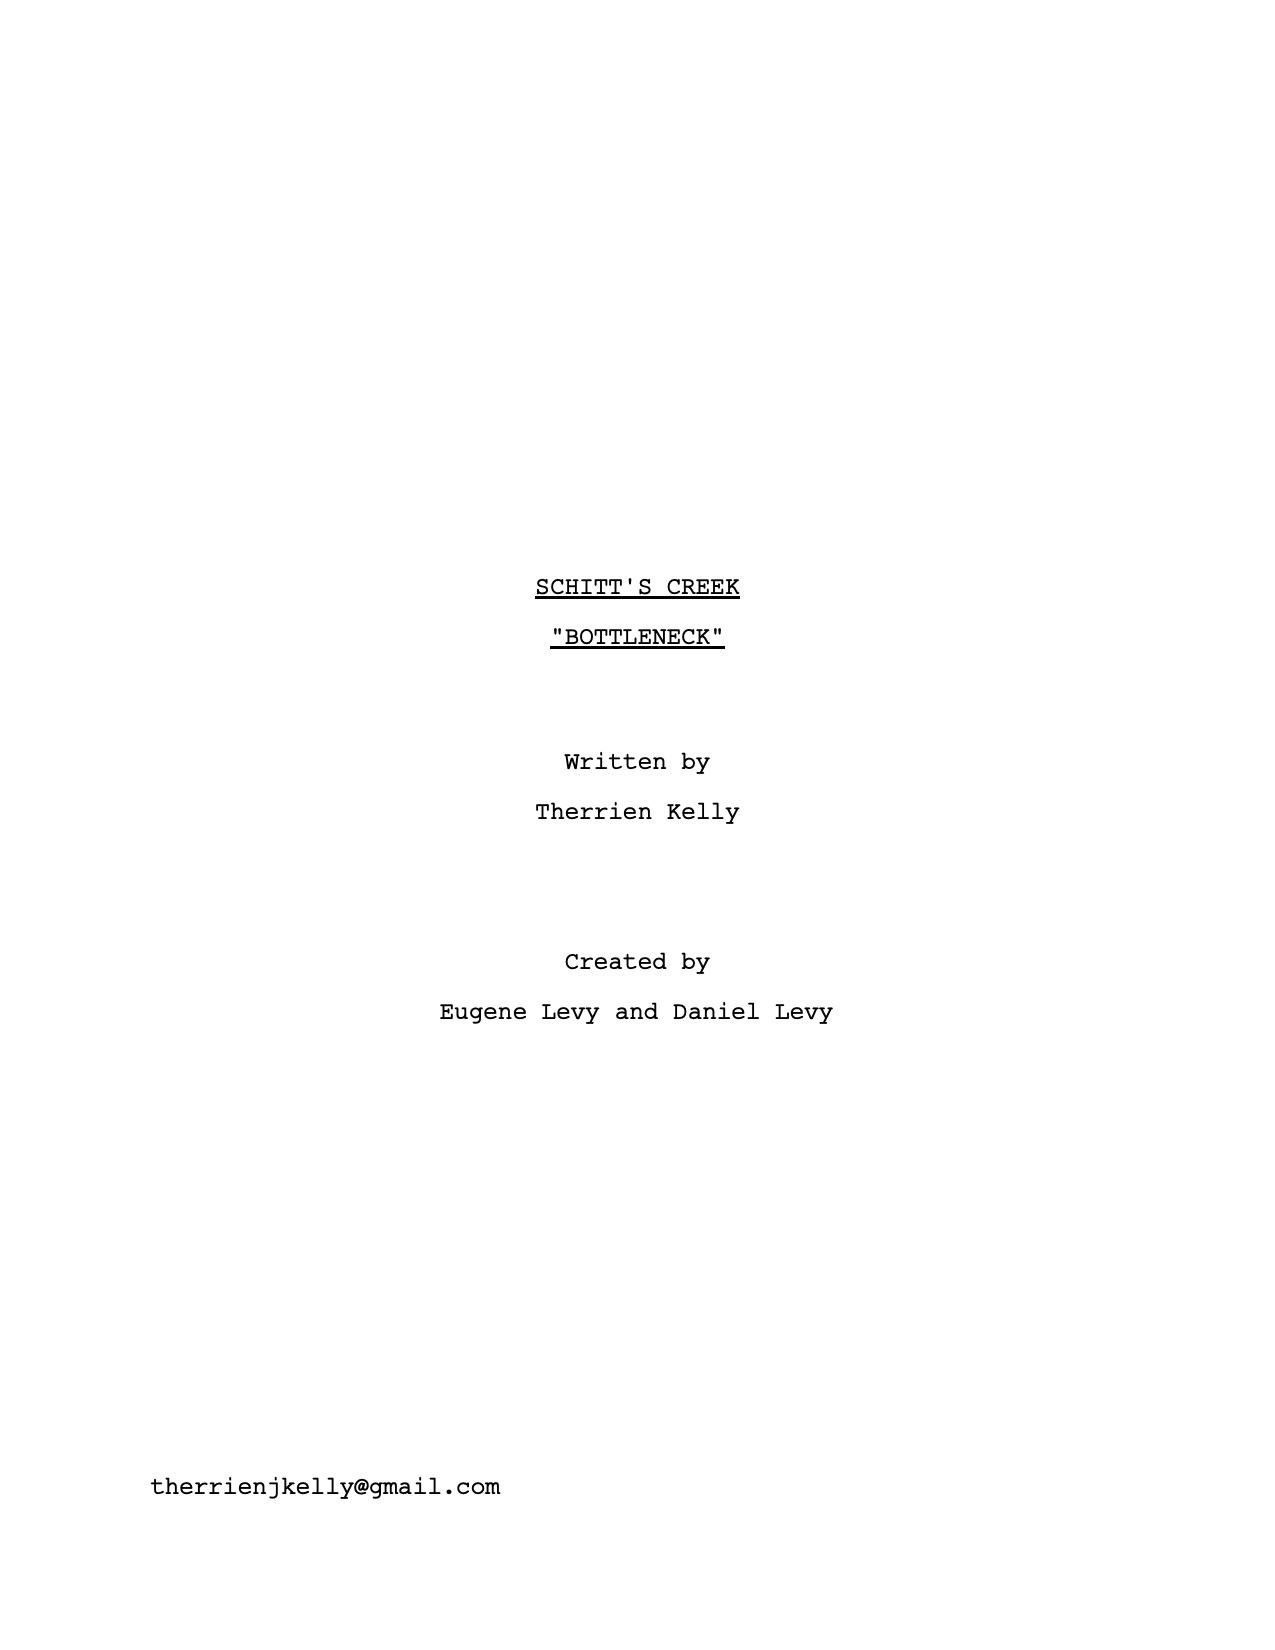 SCHITT'S CREEK
"BOTTLENECK"
Written by
Therrien Kelly
Created by
Eugene Levy and Daniel Levy
therrienjkelly@gmail.com